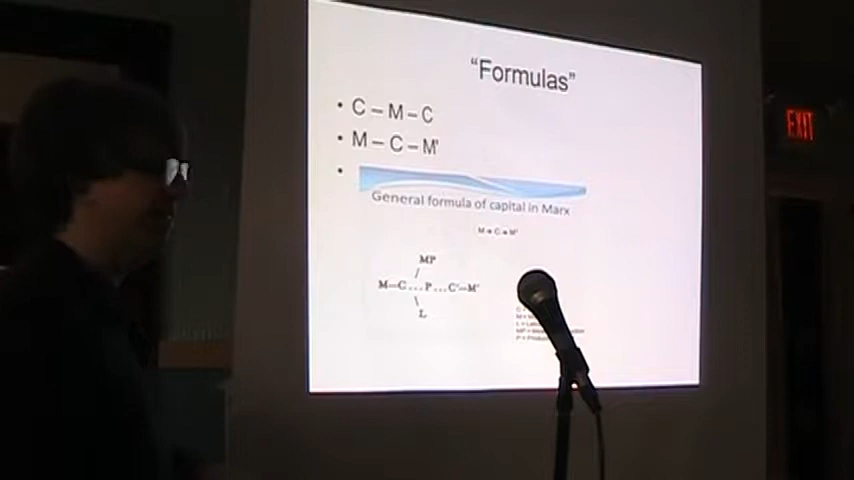 “Formulas”
• C – M – C
• M – C – M'
•
General formula of capital in Marx
M • C • M'
MP
/
M—C...P...C'—M'
\
L
EXIT